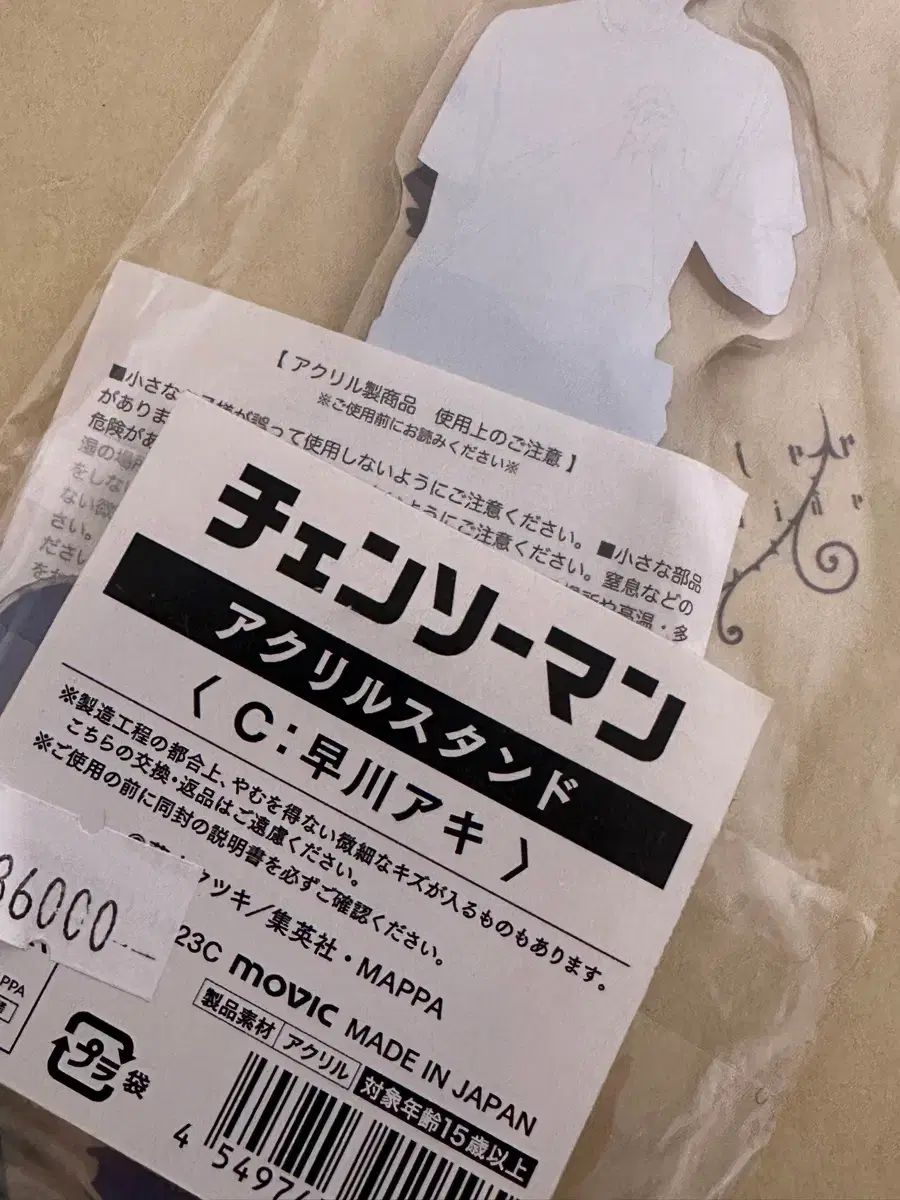 【 アクリル製商品 使用上のご注意 】
※ご使用前にお読みください※
■小さな
様が誤って使用しないようにご注意ください。 ■小さな部品
がありま
ようにご注意ください。窒息などの
危険があ
や高温・多
湿の場所
をしな
ない微
さい。
ださい
チェンソーマン
アクリルスタンド
〈 C：早川アキ 〉
※製造工程の都合上、やむを得ない微細なキズが入るものもあります。
こちらの交換・返品はご遠慮ください。
※ご使用の前に同封の説明書を必ずご確認ください。
ツキ／集英社・MAPPA
23C movic MADE IN JAPAN
製品素材 アクリル 対象年齢15歳以上
36000
PPA
プラ 袋
4 5497